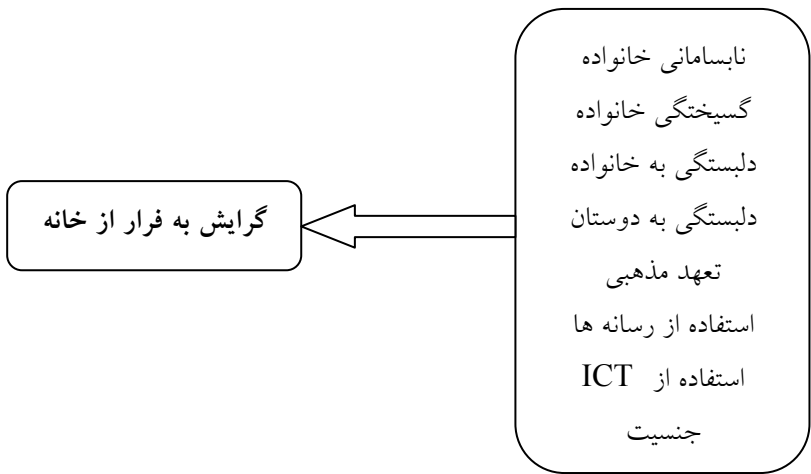 نابسامانی خانواده
گسیختگی خانواده
دلبستگی به خانواده
دلبستگی به دوستان
تعهد مذهبی
استفاده از رسانه ها
استفاده از ICT
جنسیت
گرایش به فرار از خانه